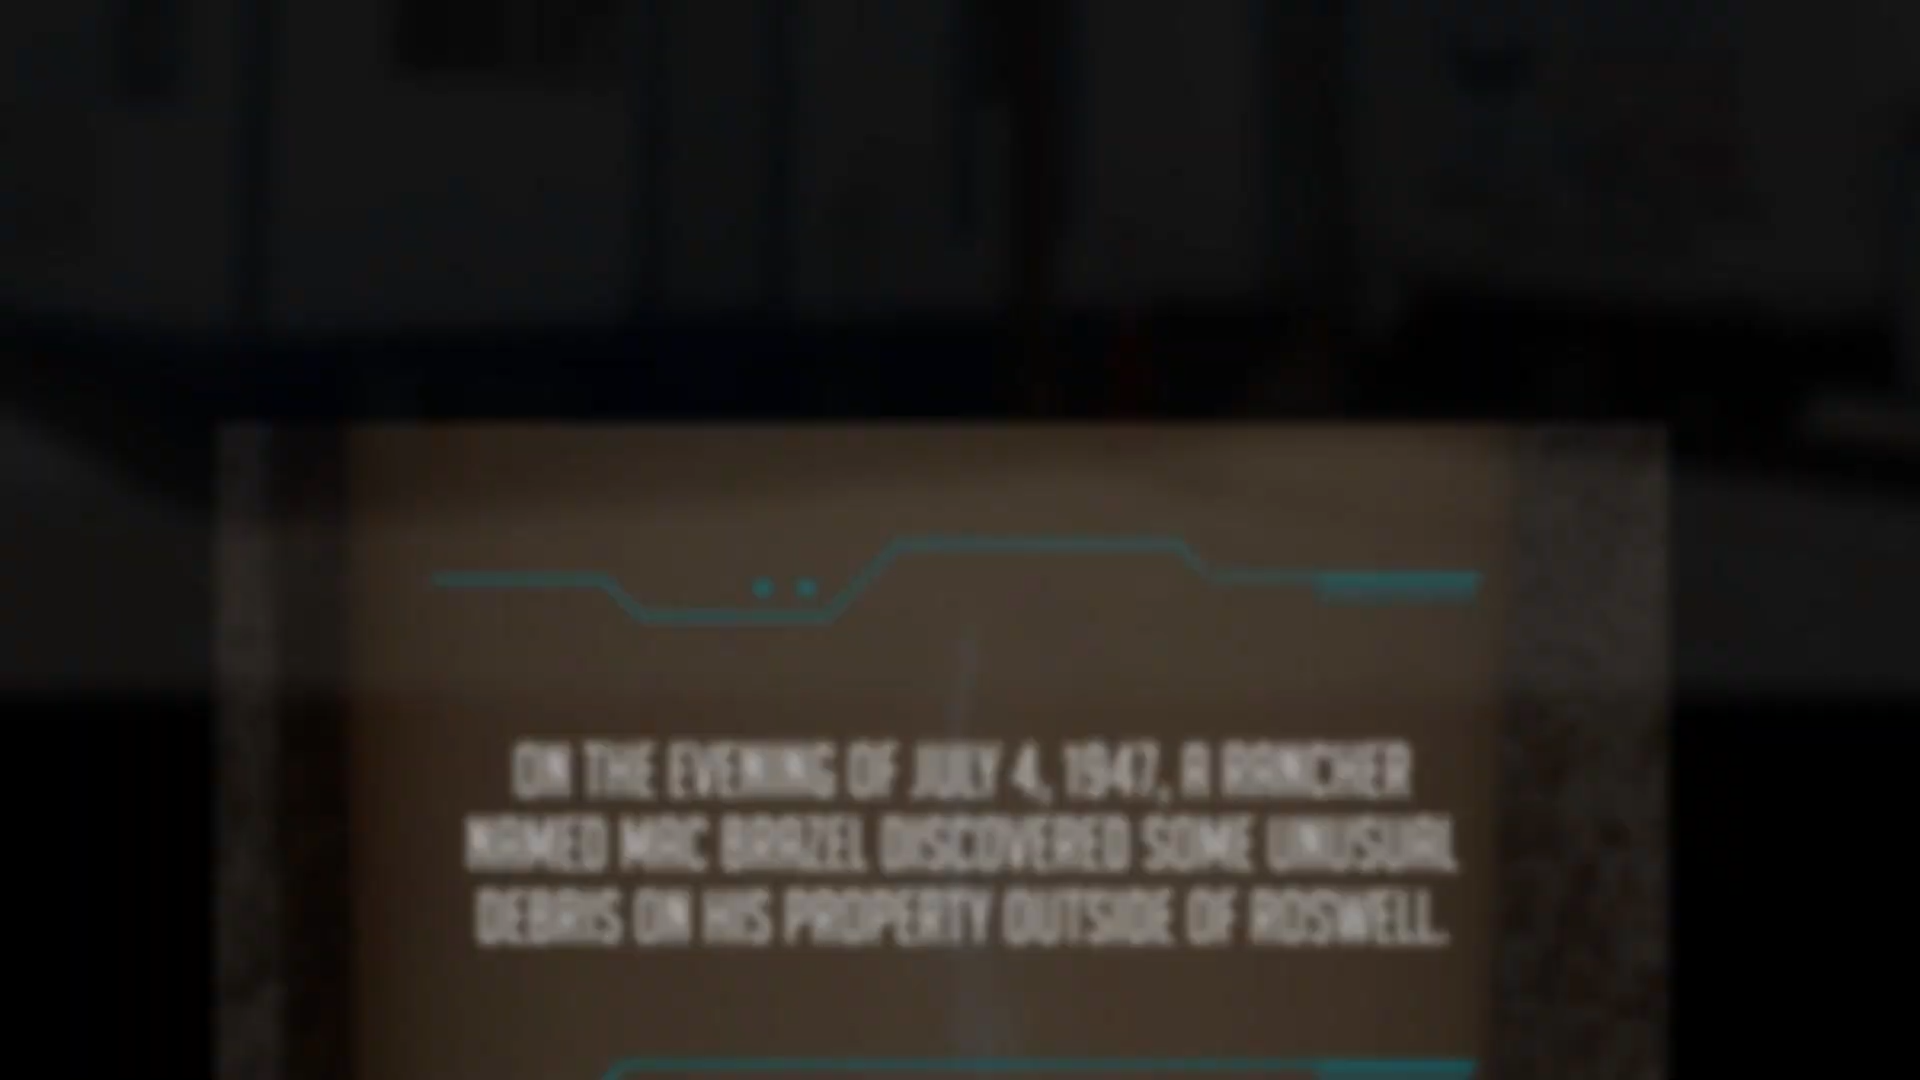 ON THE EVENING OF JULY 4, 1947, A RANCHER
NAMED MAC BRAZEL DISCOVERED SOME UNUSUAL
DEBRIS ON HIS PROPERTY OUTSIDE OF ROSWELL.